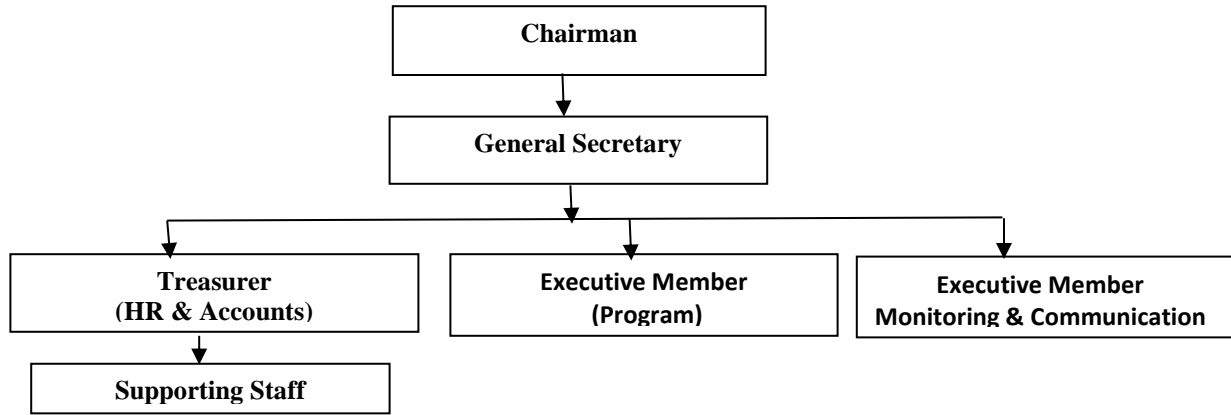 Chairman
General Secretary
Treasurer
(HR & Accounts)
Executive Member
(Program)
Executive Member
Monitoring & Communication
Supporting Staff